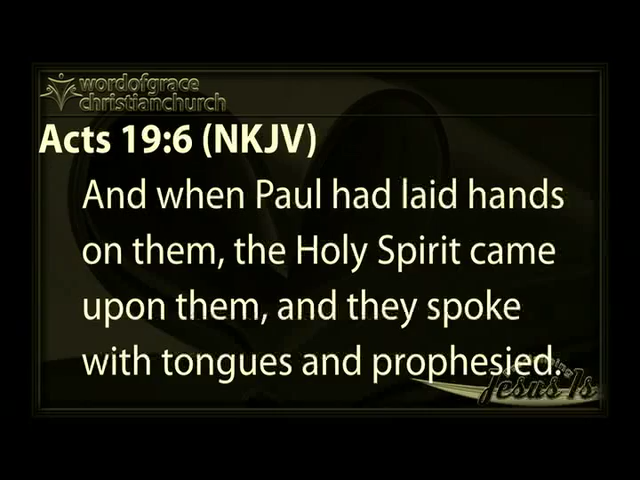 wordofgrace
christianchurch
Acts 19:6 (NKJV)
And when Paul had laid hands
on them, the Holy Spirit came
upon them, and they spoke
with tongues and prophesied.
Jesus Is